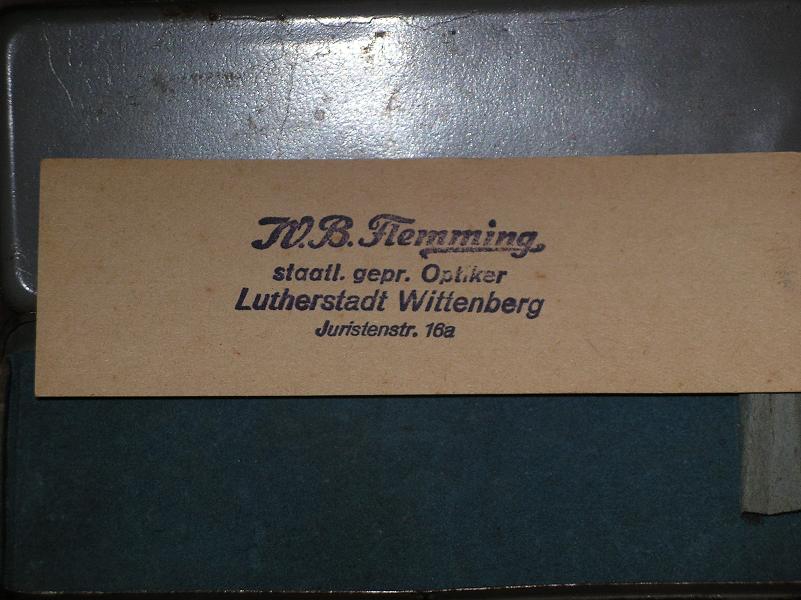 W.B. Flemming
staatl. gepr. Optiker
Lutherstadt Wittenberg
Juristenstr. 16a